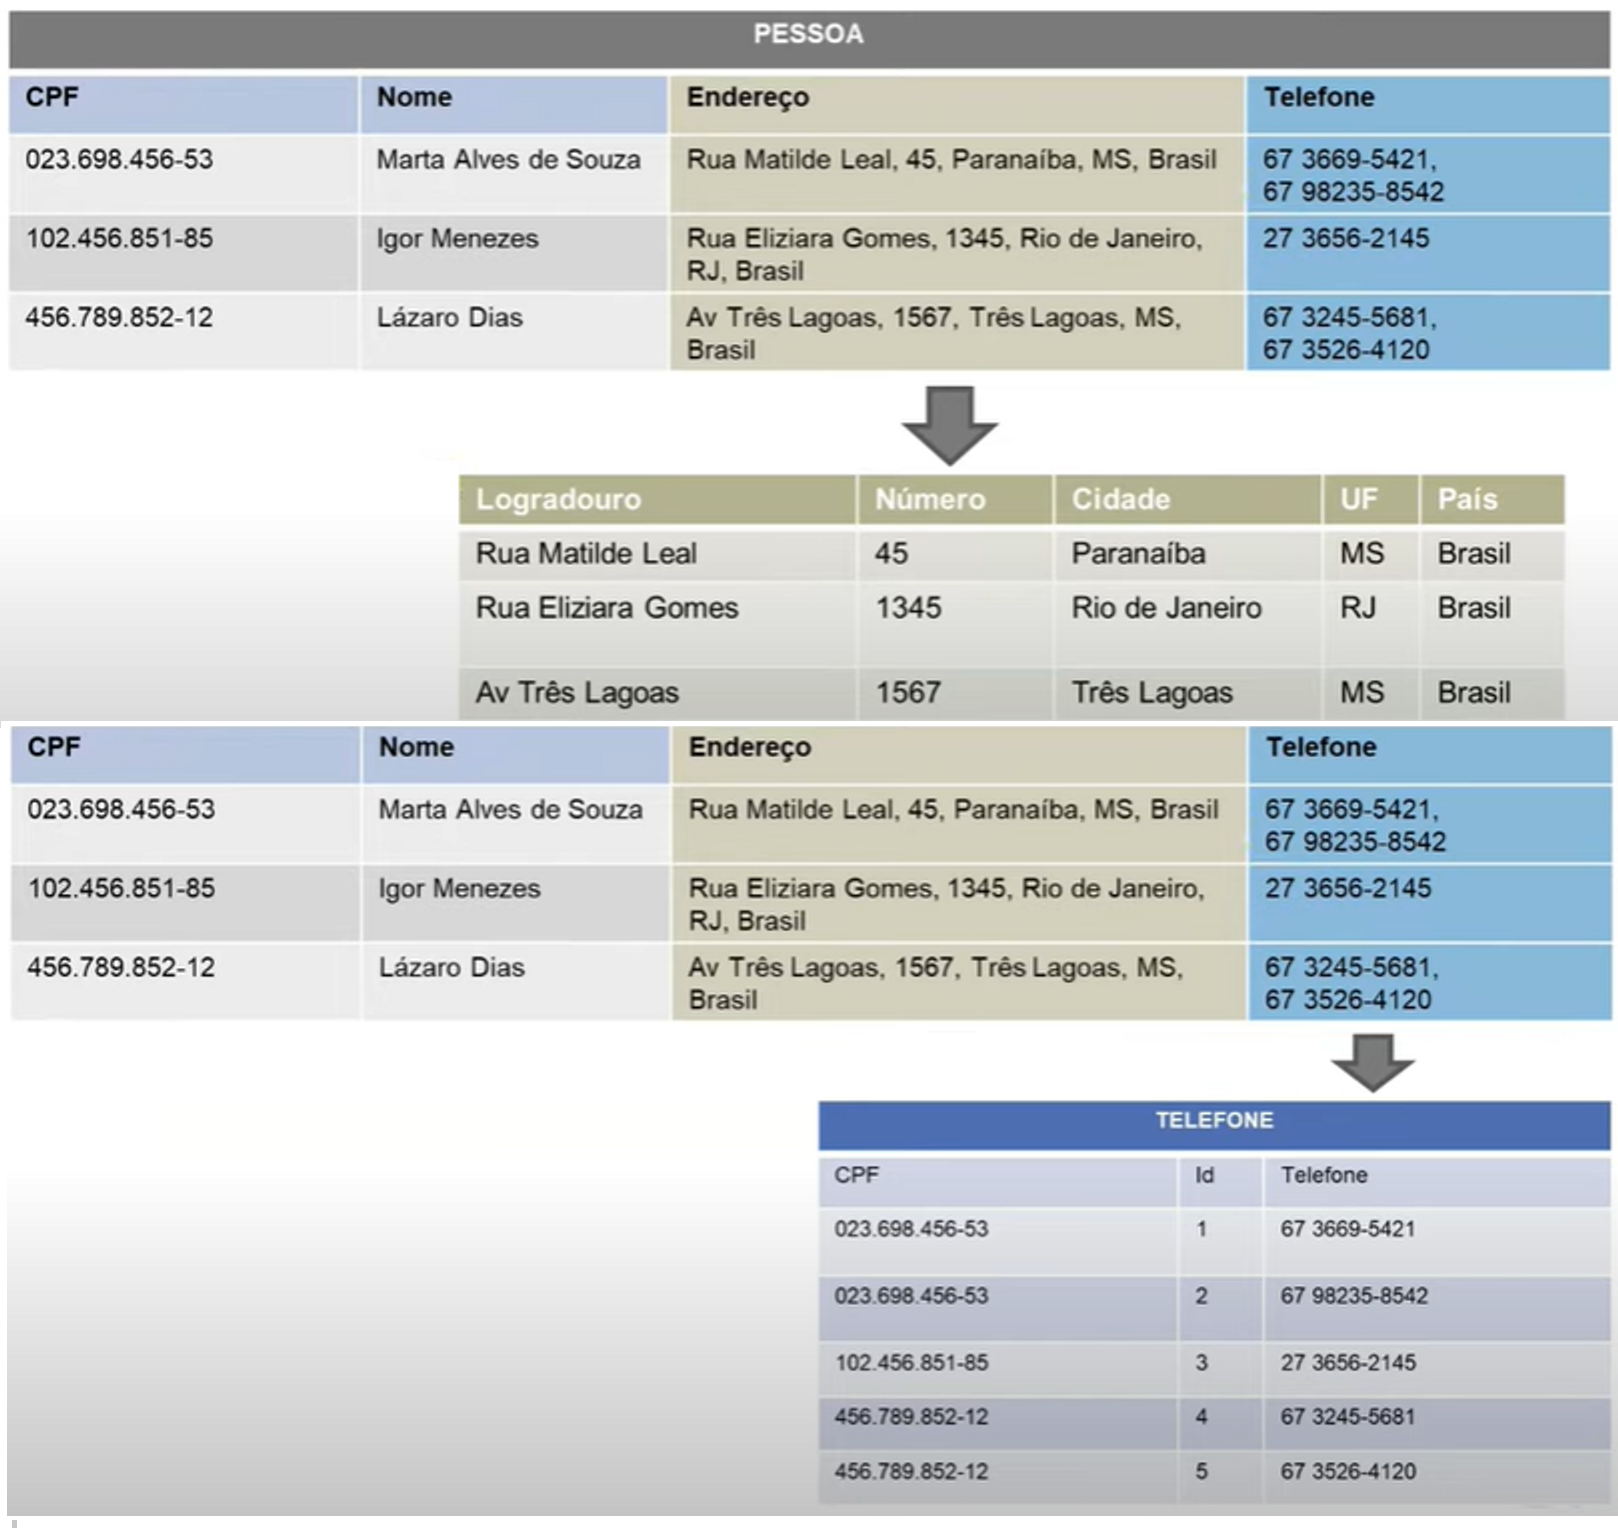 PESSOA
CPF Nome Endereço Telefone
023.698.456-53 Marta Alves de Souza Rua Matilde Leal, 45, Paranaíba, MS, Brasil 67 3669-5421,
67 98235-8542
102.456.851-85 Igor Menezes Rua Eliziara Gomes, 1345, Rio de Janeiro, 27 3656-2145
RJ, Brasil
456.789.852-12 Lázaro Dias Av Três Lagoas, 1567, Três Lagoas, MS, 67 3245-5681,
Brasil 67 3526-4120
Logradouro Número Cidade UF País
Rua Matilde Leal 45 Paranaíba MS Brasil
Rua Eliziara Gomes 1345 Rio de Janeiro RJ Brasil
Av Três Lagoas 1567 Três Lagoas MS Brasil
CPF Nome Endereço Telefone
023.698.456-53 Marta Alves de Souza Rua Matilde Leal, 45, Paranaíba, MS, Brasil 67 3669-5421,
67 98235-8542
102.456.851-85 Igor Menezes Rua Eliziara Gomes, 1345, Rio de Janeiro, 27 3656-2145
RJ, Brasil
456.789.852-12 Lázaro Dias Av Três Lagoas, 1567, Três Lagoas, MS, 67 3245-5681,
Brasil 67 3526-4120
TELEFONE
CPF Id Telefone
023.698.456-53 1 67 3669-5421
023.698.456-53 2 67 98235-8542
102.456.851-85 3 27 3656-2145
456.789.852-12 4 67 3245-5681
456.789.852-12 5 67 3526-4120